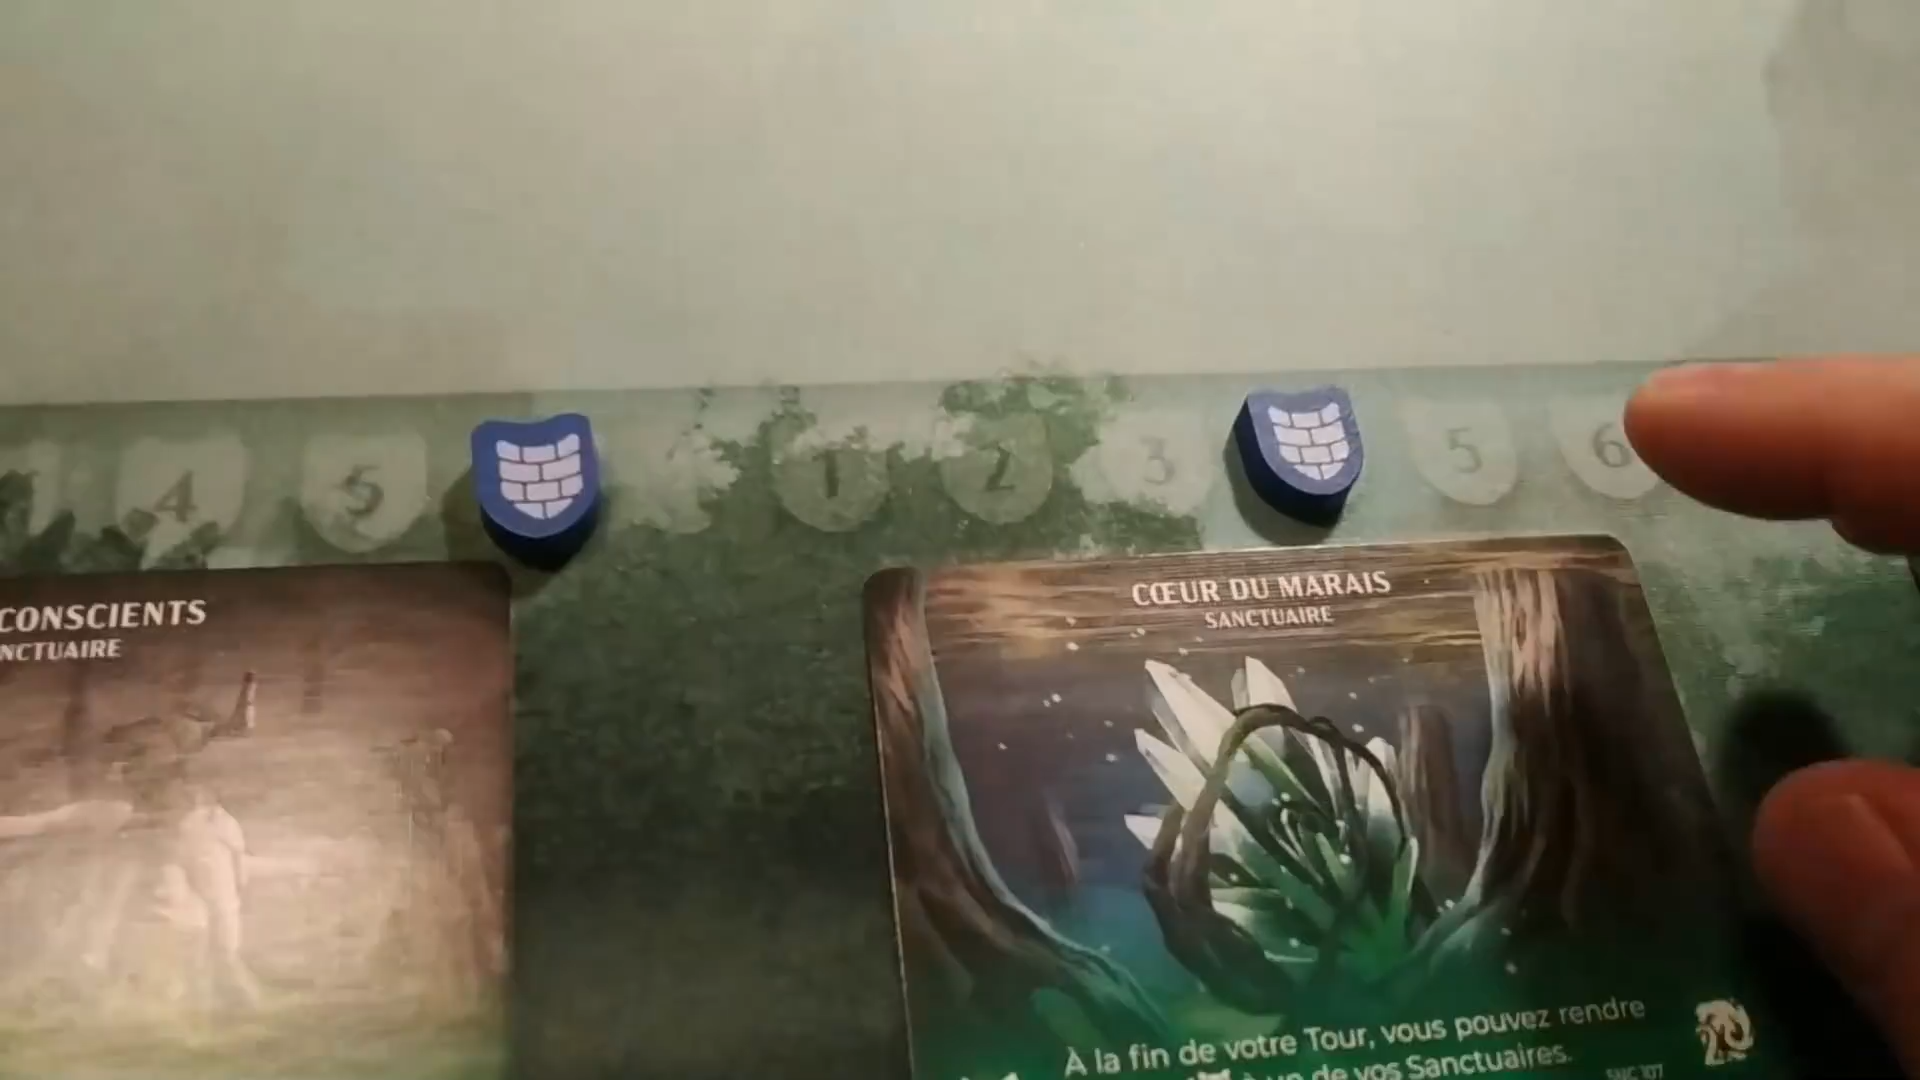 4 5 1 2 3 5 6
CONSCIENTS
NCTUAIRE
CŒUR DU MARAIS
SANCTUAIRE
À la fin de votre Tour, vous pouvez rendre
à un de vos Sanctuaires.